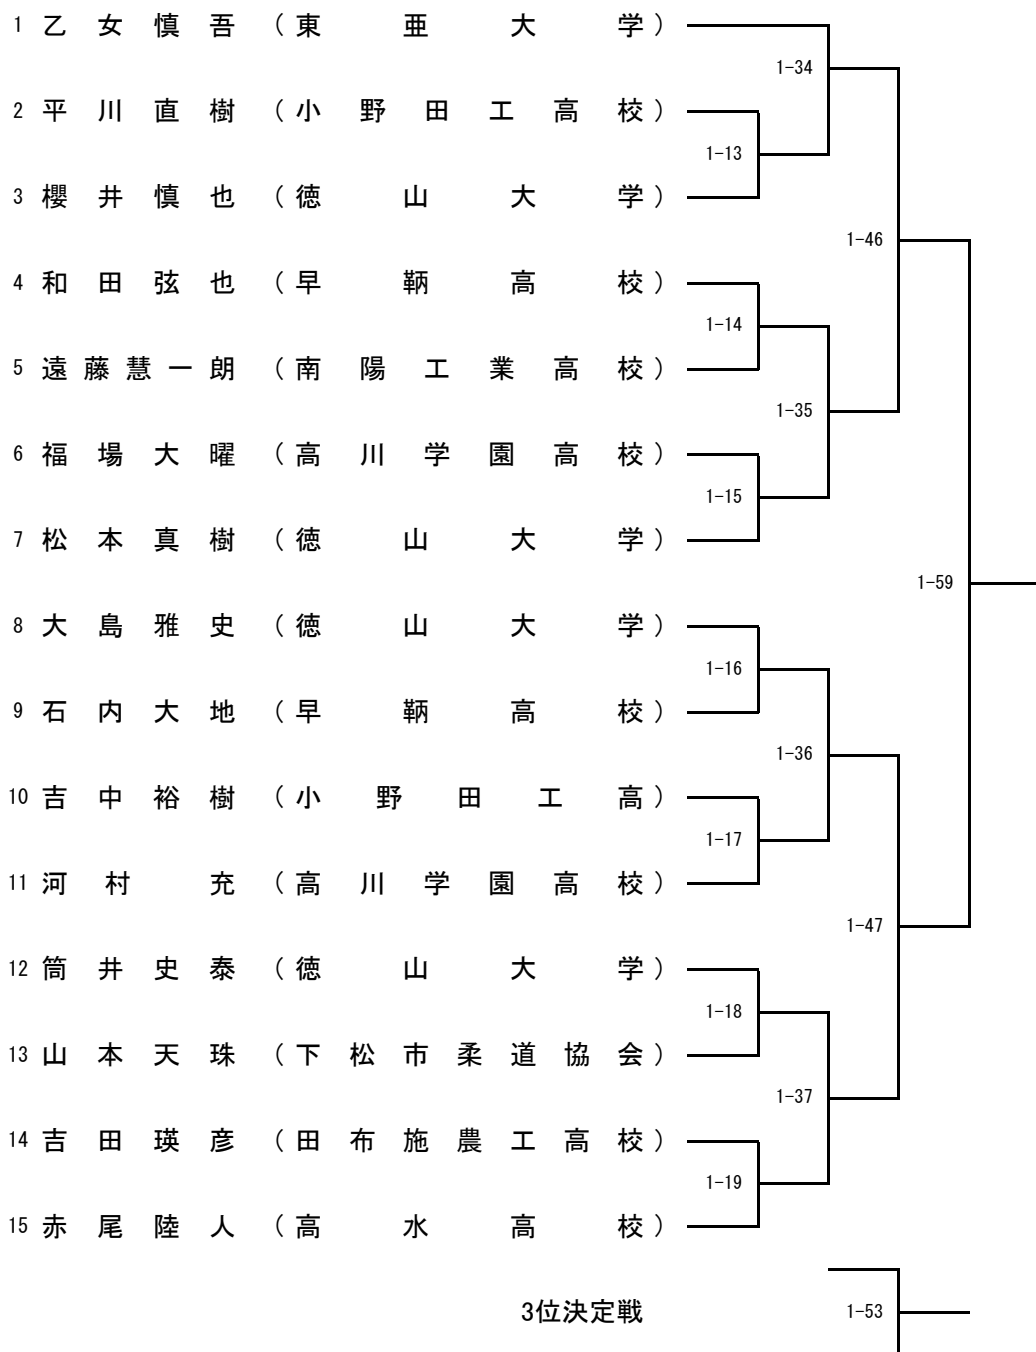 1 乙女慎吾 （東亜大学）
1-34
2 平川直樹 （小野田工高校）
1-13
3 櫻井慎也 （徳山大学）
1-46
4 和田弦也 （早鞆高校）
1-14
5 遠藤慧一朗 （南陽工業高校）
1-35
6 福場大曜 （高川学園高校）
1-15
7 松本真樹 （徳山大学）
1-59
8 大島雅史 （徳山大学）
1-16
9 石内大地 （早鞆高校）
1-36
10 吉中裕樹 （小野田工高）
1-17
11 河村充 （高川学園高校）
1-47
12 筒井史泰 （徳山大学）
1-18
13 山本天珠 （下松市柔道協会）
1-37
14 吉田瑛彦 （田布施農工高校）
1-19
15 赤尾陸人 （高水高校）
3位決定戦 1-53